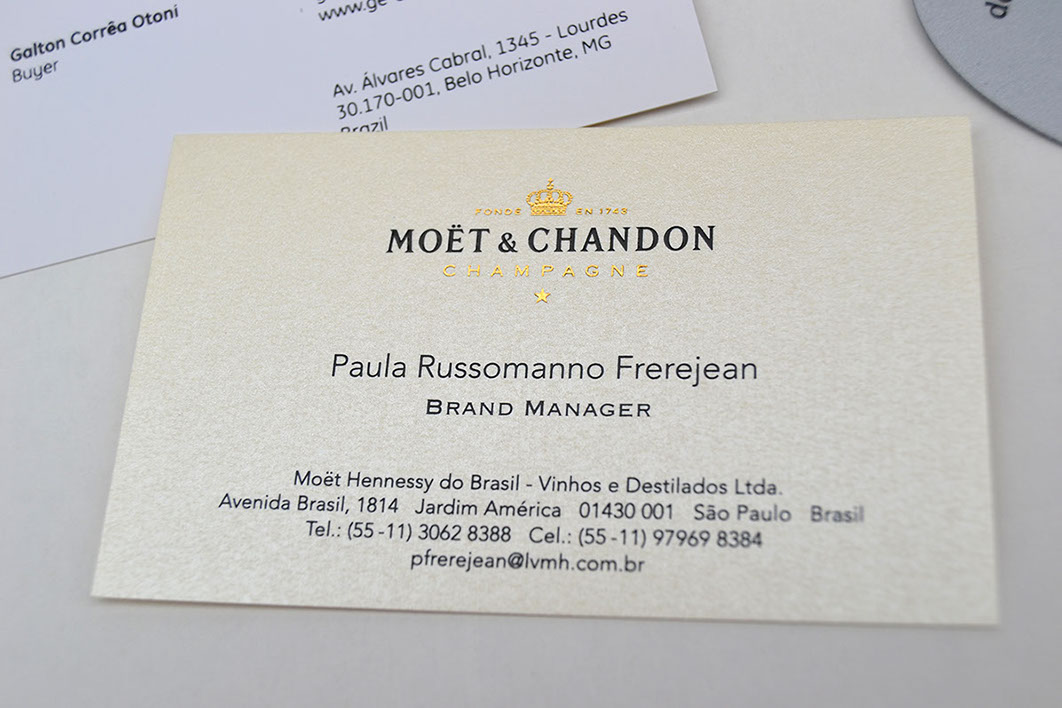 Galton Corrêa Otoni
Buyer
Av. Álvares Cabral, 1345 - Lourdes
30.170-001, Belo Horizonte, MG
Brazil
FONDÉ EN 1743
MOËT & CHANDON
CHAMPAGNE
Paula Russomanno Frerejean
BRAND MANAGER
Moët Hennessy do Brasil - Vinhos e Destilados Ltda.
Avenida Brasil, 1814 Jardim América 01430 001 São Paulo Brasil
Tel.: (55 -11) 3062 8388 Cel.: (55 -11) 97969 8384
pfrerejean@lvmh.com.br